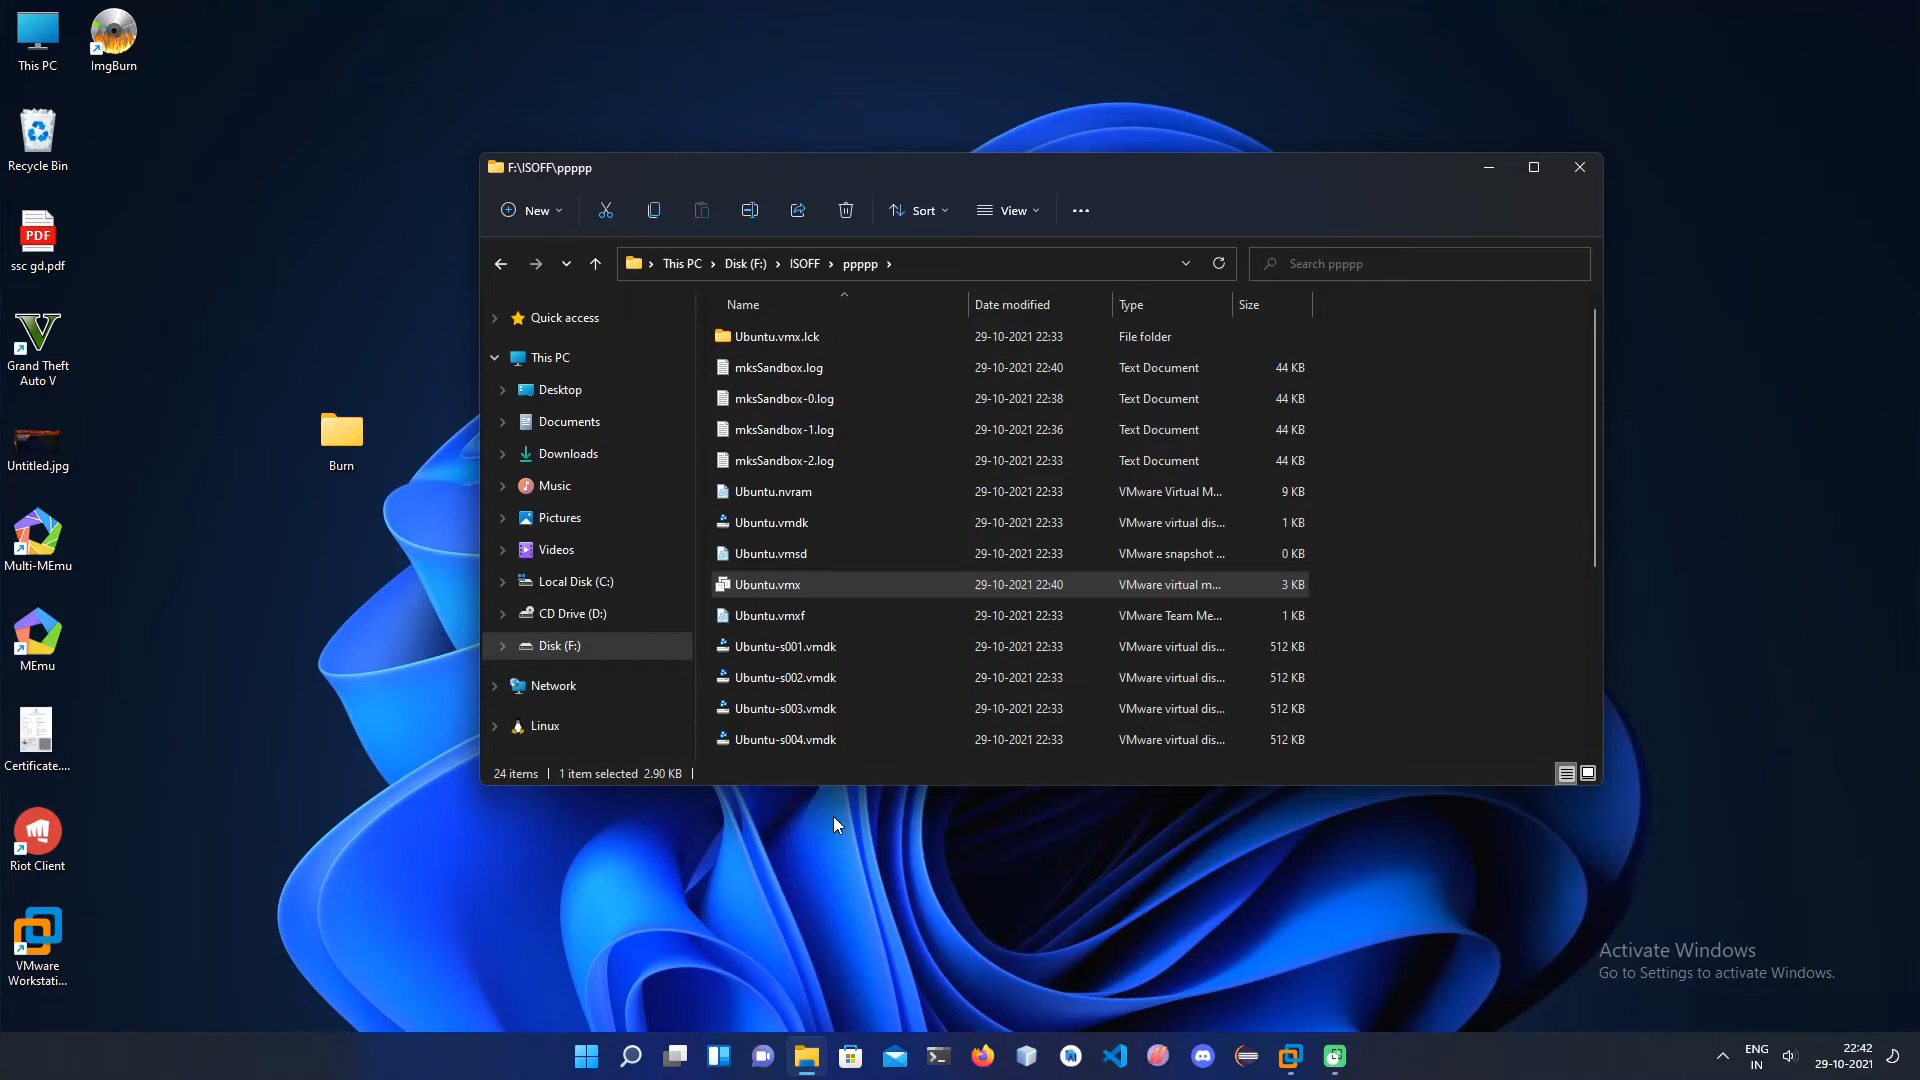 This PC
ImgBurn
Recycle Bin
PDF
ssc gd.pdf
Grand Theft
Auto V
Untitled.jpg
Multi-MEmu
MEmu
Certificate....
Riot Client
VMware
Workstati...
Burn
F:\ISOFF\ppppp
New
Sort
View
This PC > Disk (F:) > ISOFF > ppppp >
Search ppppp
Quick access
This PC
Desktop
Documents
Downloads
Music
Pictures
Videos
Local Disk (C:)
CD Drive (D:)
Disk (F:)
Network
Linux
Name Date modified Type Size
Ubuntu.vmx.lck 29-10-2021 22:33 File folder
mksSandbox.log 29-10-2021 22:40 Text Document 44 KB
mksSandbox-0.log 29-10-2021 22:38 Text Document 44 KB
mksSandbox-1.log 29-10-2021 22:36 Text Document 44 KB
mksSandbox-2.log 29-10-2021 22:33 Text Document 44 KB
Ubuntu.nvram 29-10-2021 22:33 VMware Virtual M... 9 KB
Ubuntu.vmdk 29-10-2021 22:33 VMware virtual dis... 1 KB
Ubuntu.vmsd 29-10-2021 22:33 VMware snapshot ... 0 KB
Ubuntu.vmx 29-10-2021 22:40 VMware virtual m... 3 KB
Ubuntu.vmxf 29-10-2021 22:33 VMware Team Me... 1 KB
Ubuntu-s001.vmdk 29-10-2021 22:33 VMware virtual dis... 512 KB
Ubuntu-s002.vmdk 29-10-2021 22:33 VMware virtual dis... 512 KB
Ubuntu-s003.vmdk 29-10-2021 22:33 VMware virtual dis... 512 KB
Ubuntu-s004.vmdk 29-10-2021 22:33 VMware virtual dis... 512 KB
24 items 1 item selected 2.90 KB
Activate Windows
Go to Settings to activate Windows.
ENG
IN
22:42
29-10-2021